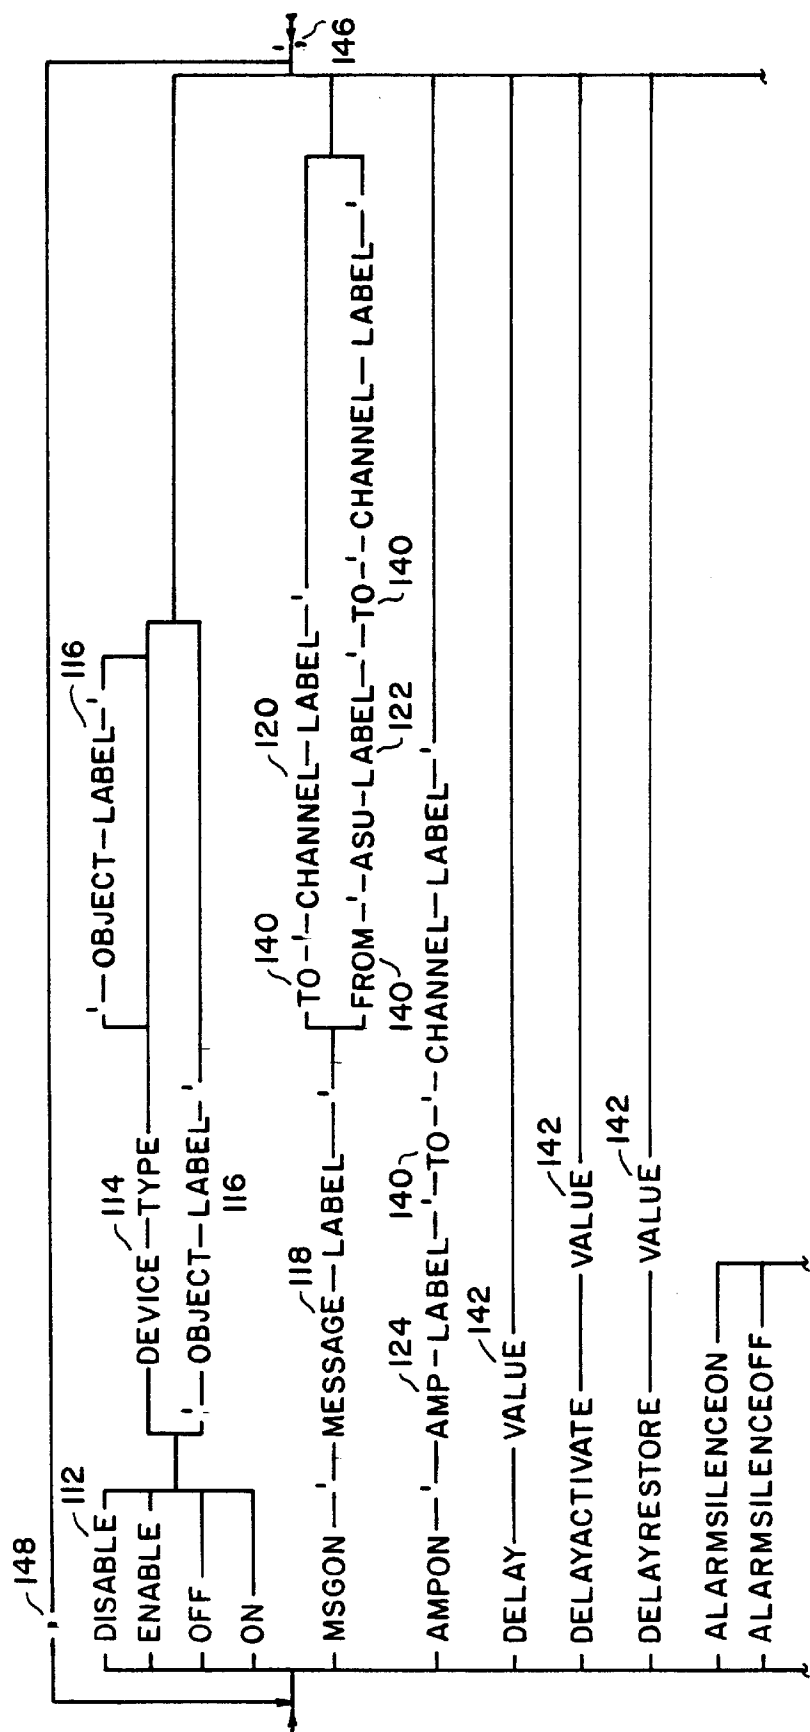 148
,
' ' 146
DISABLE 112
ENABLE
OFF
ON
'—OBJECT—LABEL—' 116
DEVICE—TYPE 114
'—OBJECT—LABEL—' 116
MSGON—'—MESSAGE—LABEL—' 118
TO—'—CHANNEL—LABEL—' 140 120
FROM—'—ASU—LABEL—'—TO—'—CHANNEL—LABEL—' 140 122 140
AMPON—'—AMP—LABEL—'—TO—'—CHANNEL—LABEL—' 124 140
DELAY—VALUE 142
DELAYACTIVATE—VALUE 142
DELAYRESTORE—VALUE 142
ALARMSILENCEON
ALARMSILENCEOFF